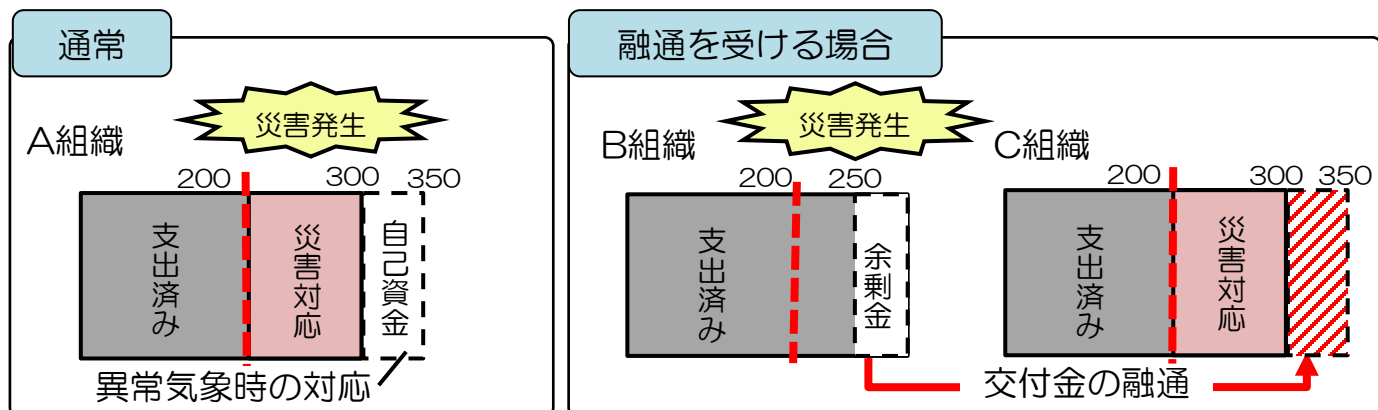 通常
災害発生
A組織
200
300
350
支出済み
災害対応
自己資金
異常気象時の対応
融通を受ける場合
災害発生
B組織
200
250
支出済み
余剰金
C組織
200
300
350
支出済み
災害対応
交付金の融通